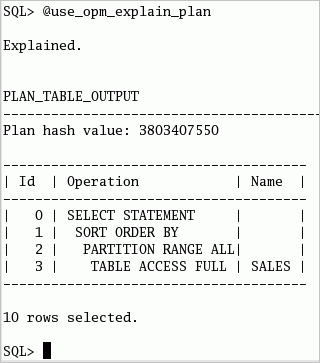 SQL> @use_opm_explain_plan
Explained.
PLAN_TABLE_OUTPUT
--------------------------------------------
Plan hash value: 3803407550
---------------------------------------
| Id  | Operation            | Name  |
---------------------------------------
|   0 | SELECT STATEMENT     |       |
|   1 |  SORT ORDER BY       |       |
|   2 |   PARTITION RANGE ALL|       |
|   3 |    TABLE ACCESS FULL | SALES |
---------------------------------------
10 rows selected.
SQL>